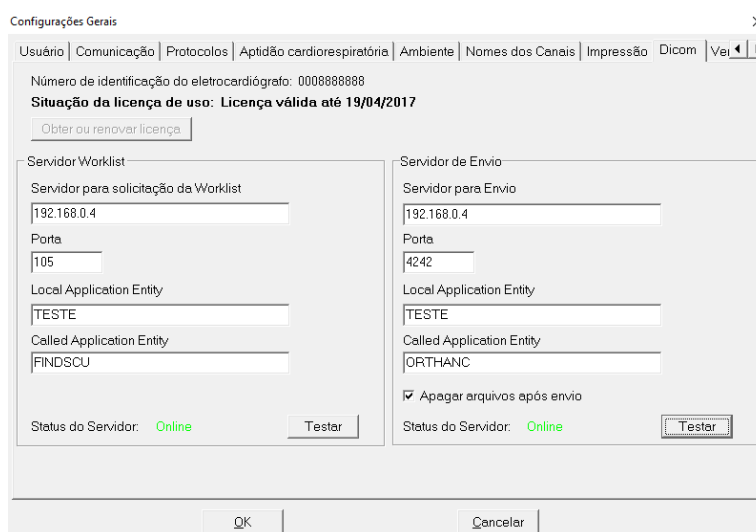 Configurações Gerais
Usuário Comunicação Protocolos Aptidão cardiorespiratória Ambiente Nomes dos Canais Impressão Dicom
Número de identificação do eletrocardiógrafo: 0008888888
Situação da licença de uso: Licença válida até 19/04/2017
Obter ou renovar licença
Servidor Worklist
Servidor para solicitação da Worklist
192.168.0.4
Porta
105
Local Application Entity
TESTE
Called Application Entity
FINDSCU
Status do Servidor: Online Testar
Servidor de Envio
Servidor para Envio
192.168.0.4
Porta
4242
Local Application Entity
TESTE
Called Application Entity
ORTHANC
Apagar arquivos após envio
Status do Servidor: Online Testar
OK Cancelar